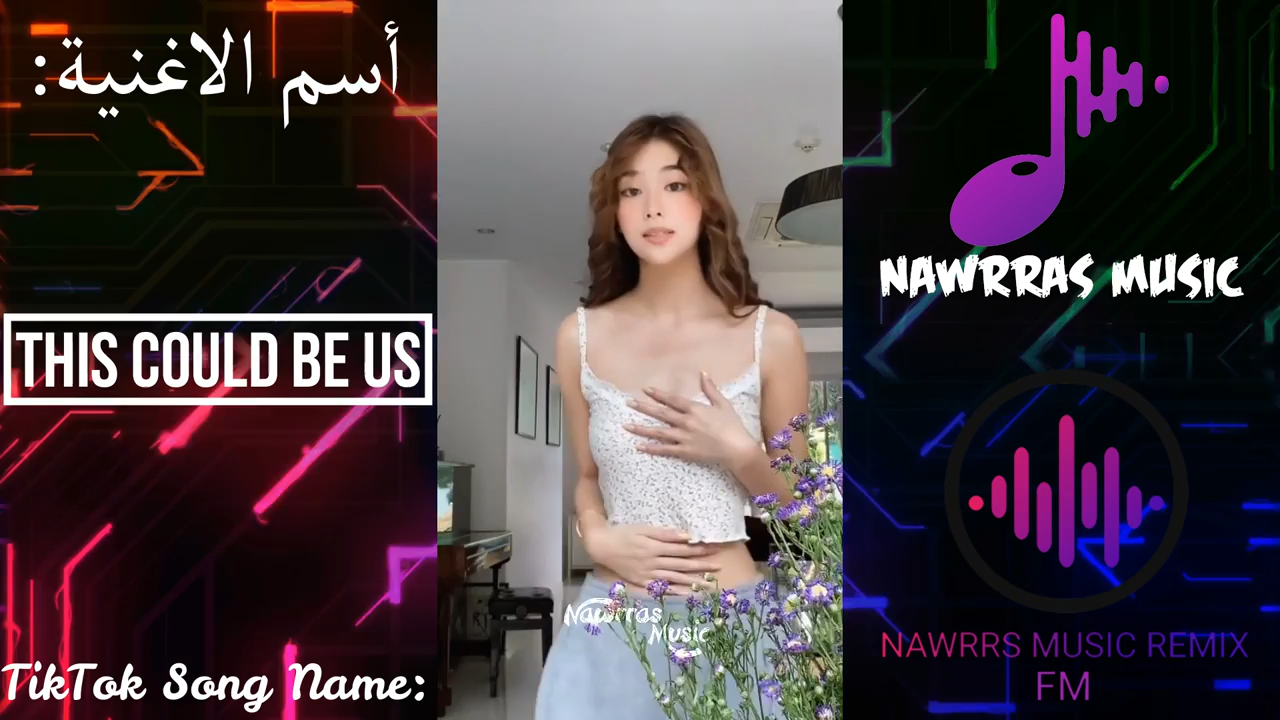 أسم الاغنية:
THIS COULD BE US
TikTok Song Name:
Nawrras
Music
NAWRRAS MUSIC
NAWRRS MUSIC REMIX
FM